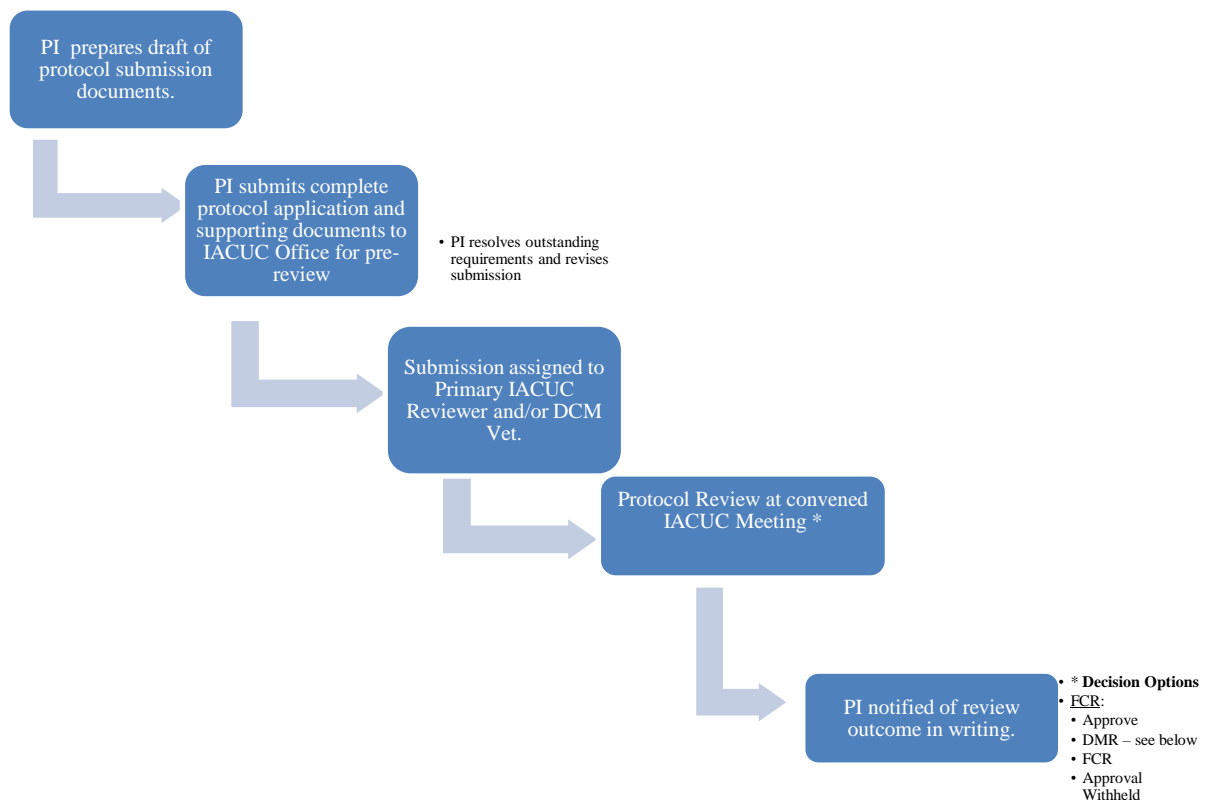 PI prepares draft of
protocol submission
documents.
PI submits complete
protocol application and
supporting documents to
IACUC Office for pre-
review
• PI resolves outstanding
requirements and revises
submission
Submission assigned to
Primary IACUC
Reviewer and/or DCM
Vet.
Protocol Review at convened
IACUC Meeting *
PI notified of review
outcome in writing.
• * Decision Options
• FCR:
• Approve
• DMR – see below
• FCR
• Approval
Withheld